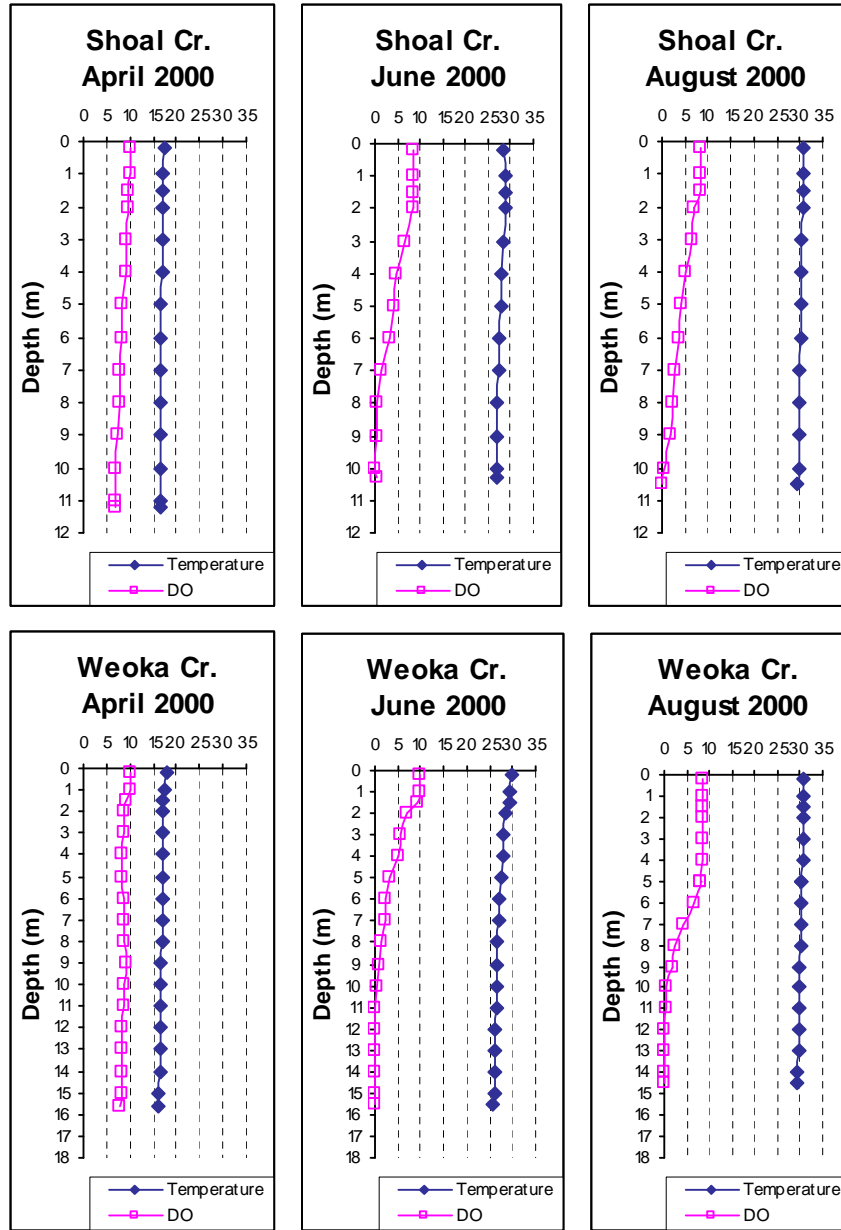 Shoal Cr.
April 2000
0 5 10 15 20 25 30 35
0
1
2
3
4
5
6
7
8
9
10
11
12
Depth (m)
Temperature
DO
Shoal Cr.
June 2000
0 5 10 15 20 25 30 35
0
1
2
3
4
5
6
7
8
9
10
11
12
Depth (m)
Temperature
DO
Shoal Cr.
August 2000
0 5 10 15 20 25 30 35
0
1
2
3
4
5
6
7
8
9
10
11
12
Depth (m)
Temperature
DO
Weoka Cr.
April 2000
0 5 10 15 20 25 30 35
0
1
2
3
4
5
6
7
8
9
10
11
12
13
14
15
16
17
18
Depth (m)
Temperature
DO
Weoka Cr.
June 2000
0 5 10 15 20 25 30 35
0
1
2
3
4
5
6
7
8
9
10
11
12
13
14
15
16
17
18
Depth (m)
Temperature
DO
Weoka Cr.
August 2000
0 5 10 15 20 25 30 35
0
1
2
3
4
5
6
7
8
9
10
11
12
13
14
15
16
17
18
Depth (m)
Temperature
DO